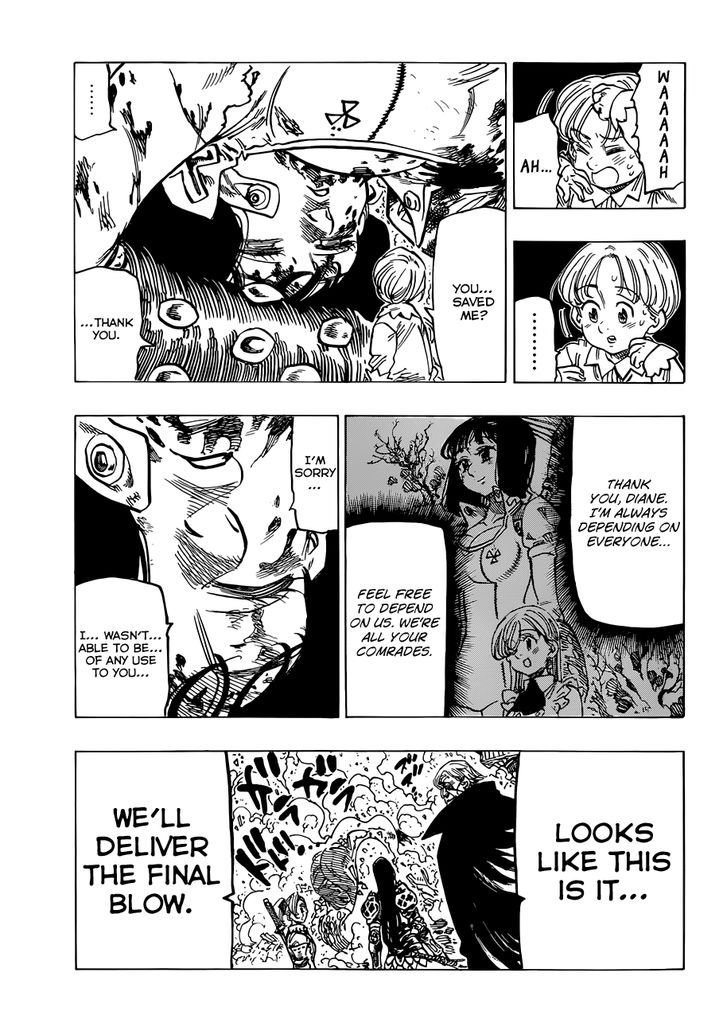 WAAAAAH
AH...
.......
YOU...
SAVED
ME?
......
...THANK
YOU.
THANK
YOU, DIANE.
I'M ALWAYS
DEPENDING ON
EVERYONE...
FEEL FREE
TO DEPEND
ON US. WE'RE
ALL YOUR
COMRADES.
I'M
SORRY
...
I... WASN'T...
ABLE TO BE...
OF ANY USE
TO YOU...
LOOKS
LIKE THIS
IS IT...
WE'LL
DELIVER
THE FINAL
BLOW.